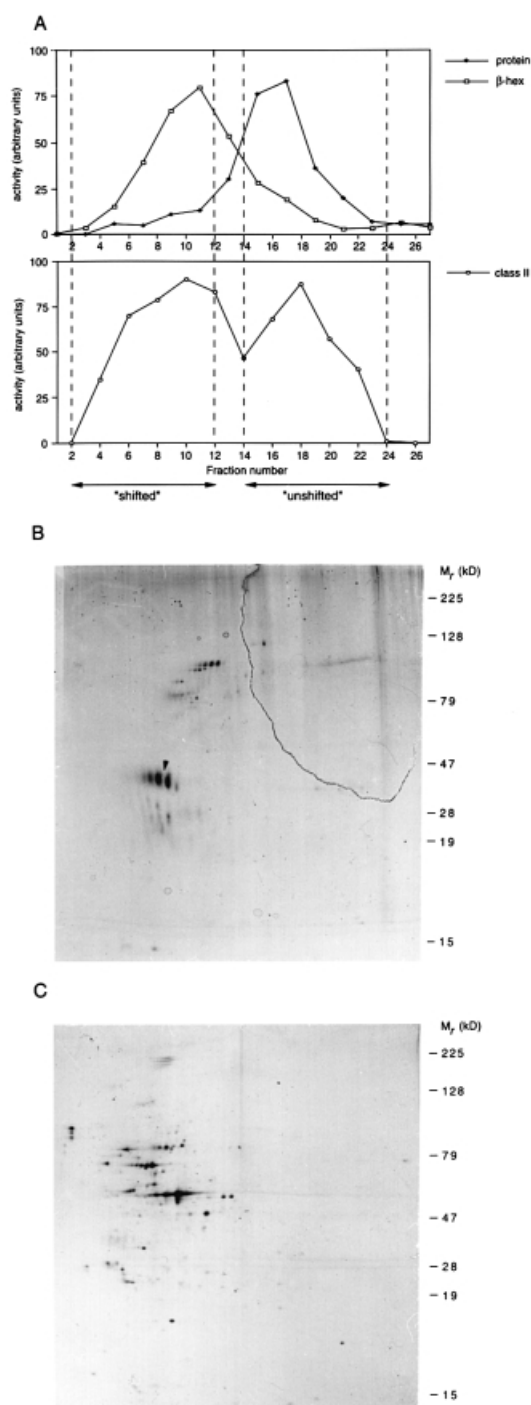 A
activity (arbitrary units)
100
75
50
25
0
2 4 6 8 10 12 14 16 18 20 22 24 26
protein
β-hex
activity (arbitrary units)
100
75
50
25
0
2 4 6 8 10 12 14 16 18 20 22 24 26
class II
Fraction number
"shifted"
"unshifted"
B
Mr (kD)
225
128
79
47
28
19
15
C
Mr (kD)
225
128
79
47
28
19
15